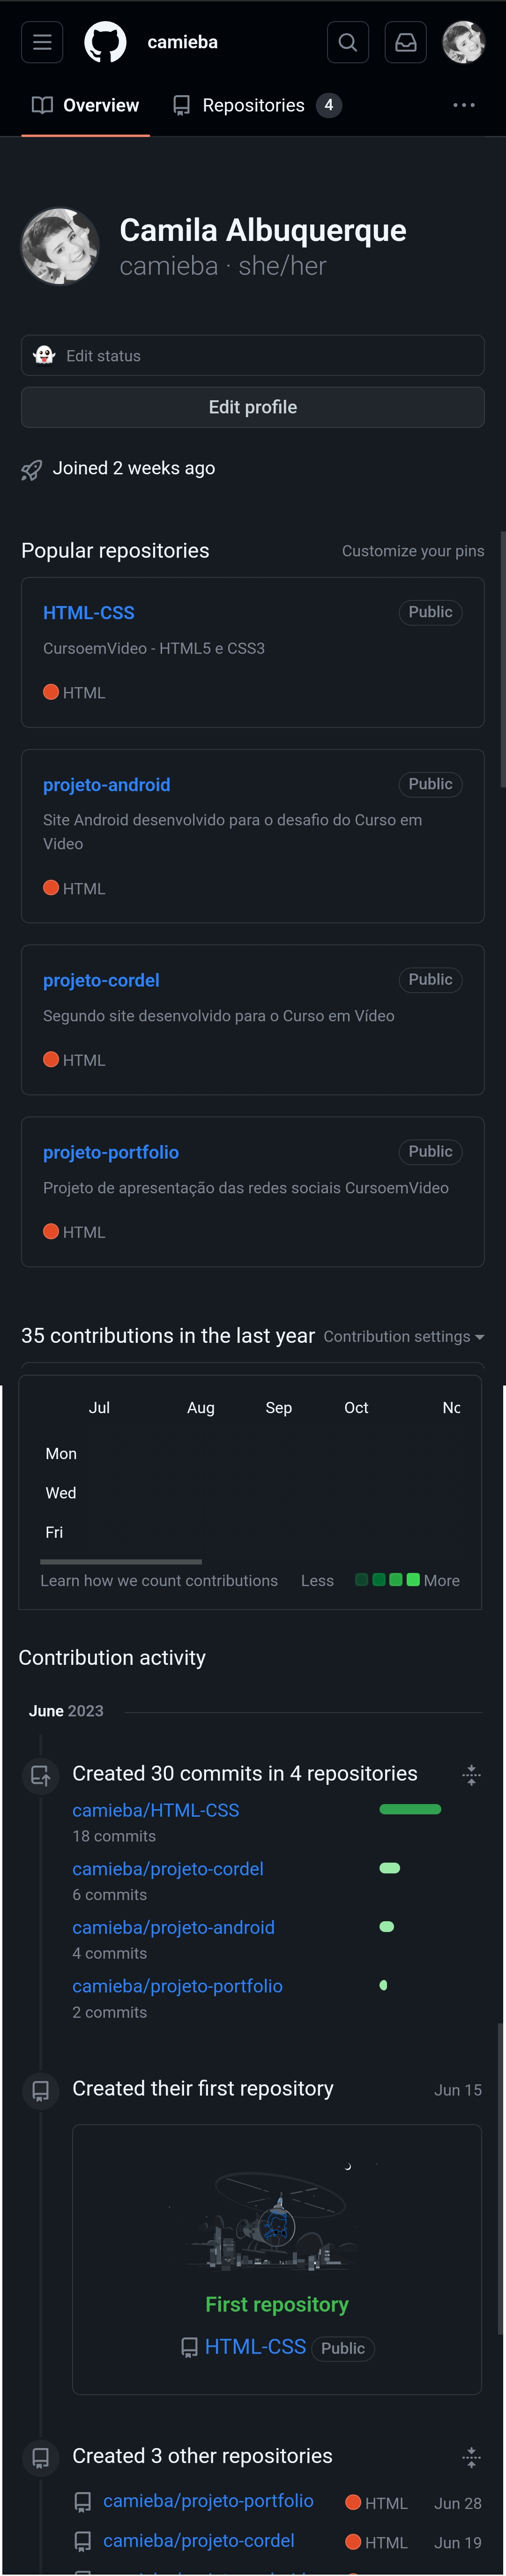 camieba
Overview
Repositories 4
Camila Albuquerque
camieba · she/her
Edit status
Edit profile
Joined 2 weeks ago
Popular repositories Customize your pins
HTML-CSS Public
CursoemVideo - HTML5 e CSS3
HTML
projeto-android Public
Site Android desenvolvido para o desafio do Curso em
Video
HTML
projeto-cordel Public
Segundo site desenvolvido para o Curso em Vídeo
HTML
projeto-portfolio Public
Projeto de apresentação das redes sociais CursoemVideo
HTML
35 contributions in the last year Contribution settings
Jul Aug Sep Oct
Mon
Wed
Fri
Learn how we count contributions Less More
Contribution activity
June 2023
Created 30 commits in 4 repositories
camieba/HTML-CSS
18 commits
camieba/projeto-cordel
6 commits
camieba/projeto-android
4 commits
camieba/projeto-portfolio
2 commits
Created their first repository Jun 15
First repository
HTML-CSS Public
Created 3 other repositories
camieba/projeto-portfolio HTML Jun 28
camieba/projeto-cordel HTML Jun 19